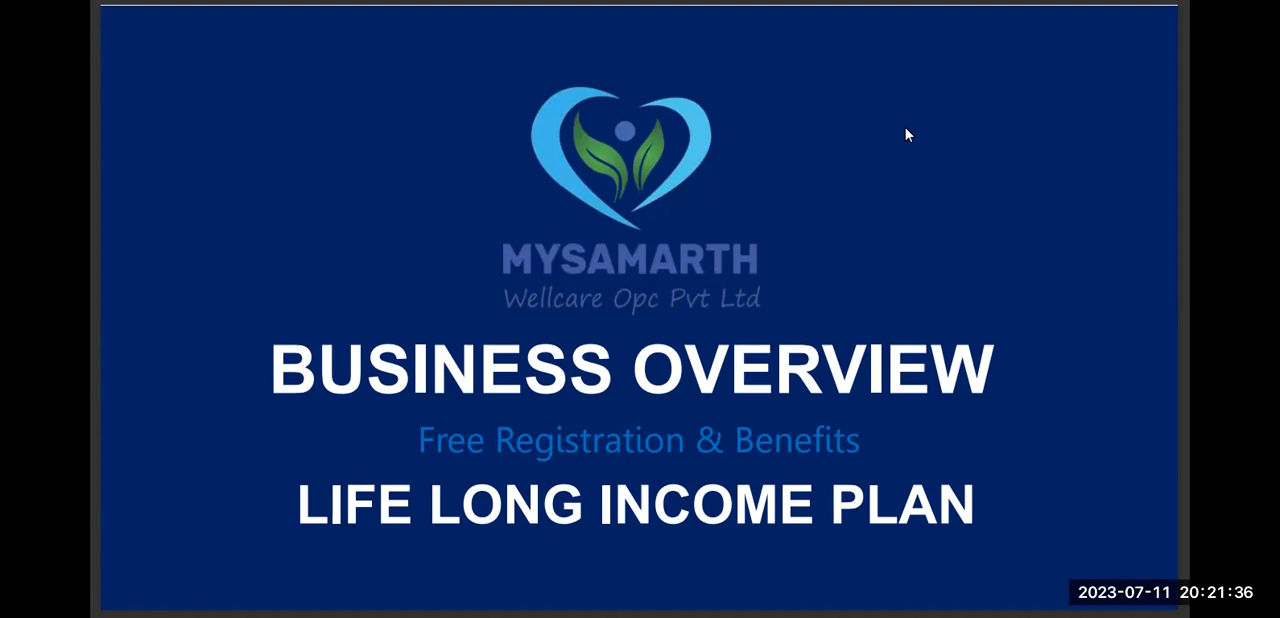 MYSAMARTH
Wellcare Opc Pvt Ltd
BUSINESS OVERVIEW
Free Registration & Benefits
LIFE LONG INCOME PLAN
2023-07-11 20:21:36